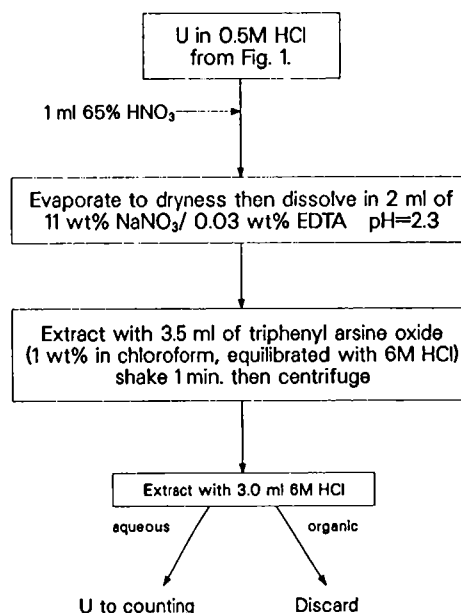 U in 0.5M HCl
from Fig. 1.
1 ml 65% HNO₃
Evaporate to dryness then dissolve in 2 ml of
11 wt% NaNO₃/ 0.03 wt% EDTA pH=2.3
Extract with 3.5 ml of triphenyl arsine oxide
(1 wt% in chloroform, equilibrated with 6M HCl)
shake 1 min. then centrifuge
Extract with 3.0 ml 6M HCl
aqueous organic
U to counting Discard